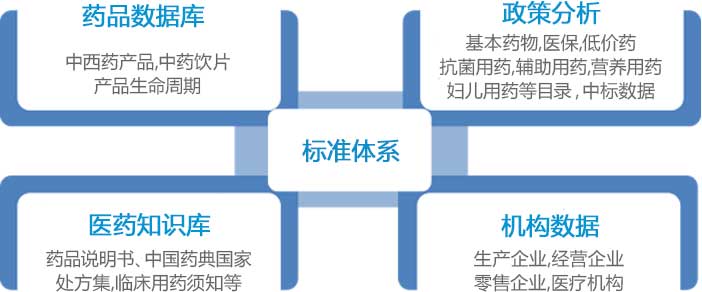 药品数据库
中西药产品,中药饮片
产品生命周期
政策分析
基本药物,医保,低价药
抗菌用药,辅助用药,营养用药
妇儿用药等目录,中标数据
标准体系
医药知识库
药品说明书、中国药典国家
处方集,临床用药须知等
机构数据
生产企业,经营企业
零售企业,医疗机构